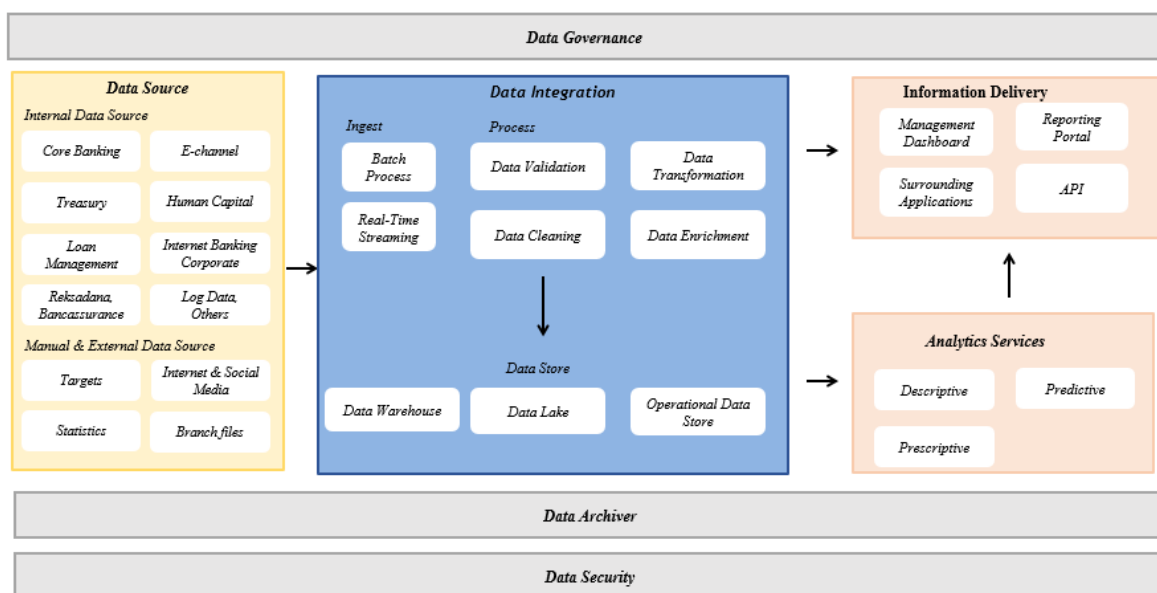 Data Governance
Data Source
Internal Data Source
Core Banking
E-channel
Treasury
Human Capital
Loan
Management
Internet Banking
Corporate
Reksadana,
Bancassurance
Log Data,
Others
Manual & External Data Source
Targets
Internet & Social
Media
Statistics
Branch files
Data Integration
Ingest
Process
Batch
Process
Data Validation
Data
Transformation
Real-Time
Streaming
Data Cleaning
Data Enrichment
Data Store
Data Warehouse
Data Lake
Operational Data
Store
Information Delivery
Management
Dashboard
Reporting
Portal
Surrounding
Applications
API
Analytics Services
Descriptive
Predictive
Prescriptive
Data Archiver
Data Security